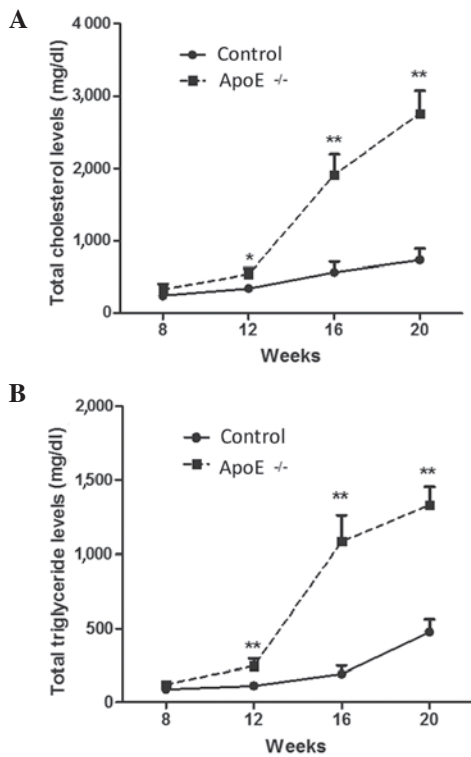 A
Total cholesterol levels (mg/dl)
4 000
3,000
2,000
1,000
0
Control
ApoE -/-
*
**
**
8 12 16 20
Weeks
B
Total triglyceride levels (mg/dl)
2,000
1,500
1,000
500
0
Control
ApoE -/-
**
**
**
8 12 16 20
Weeks